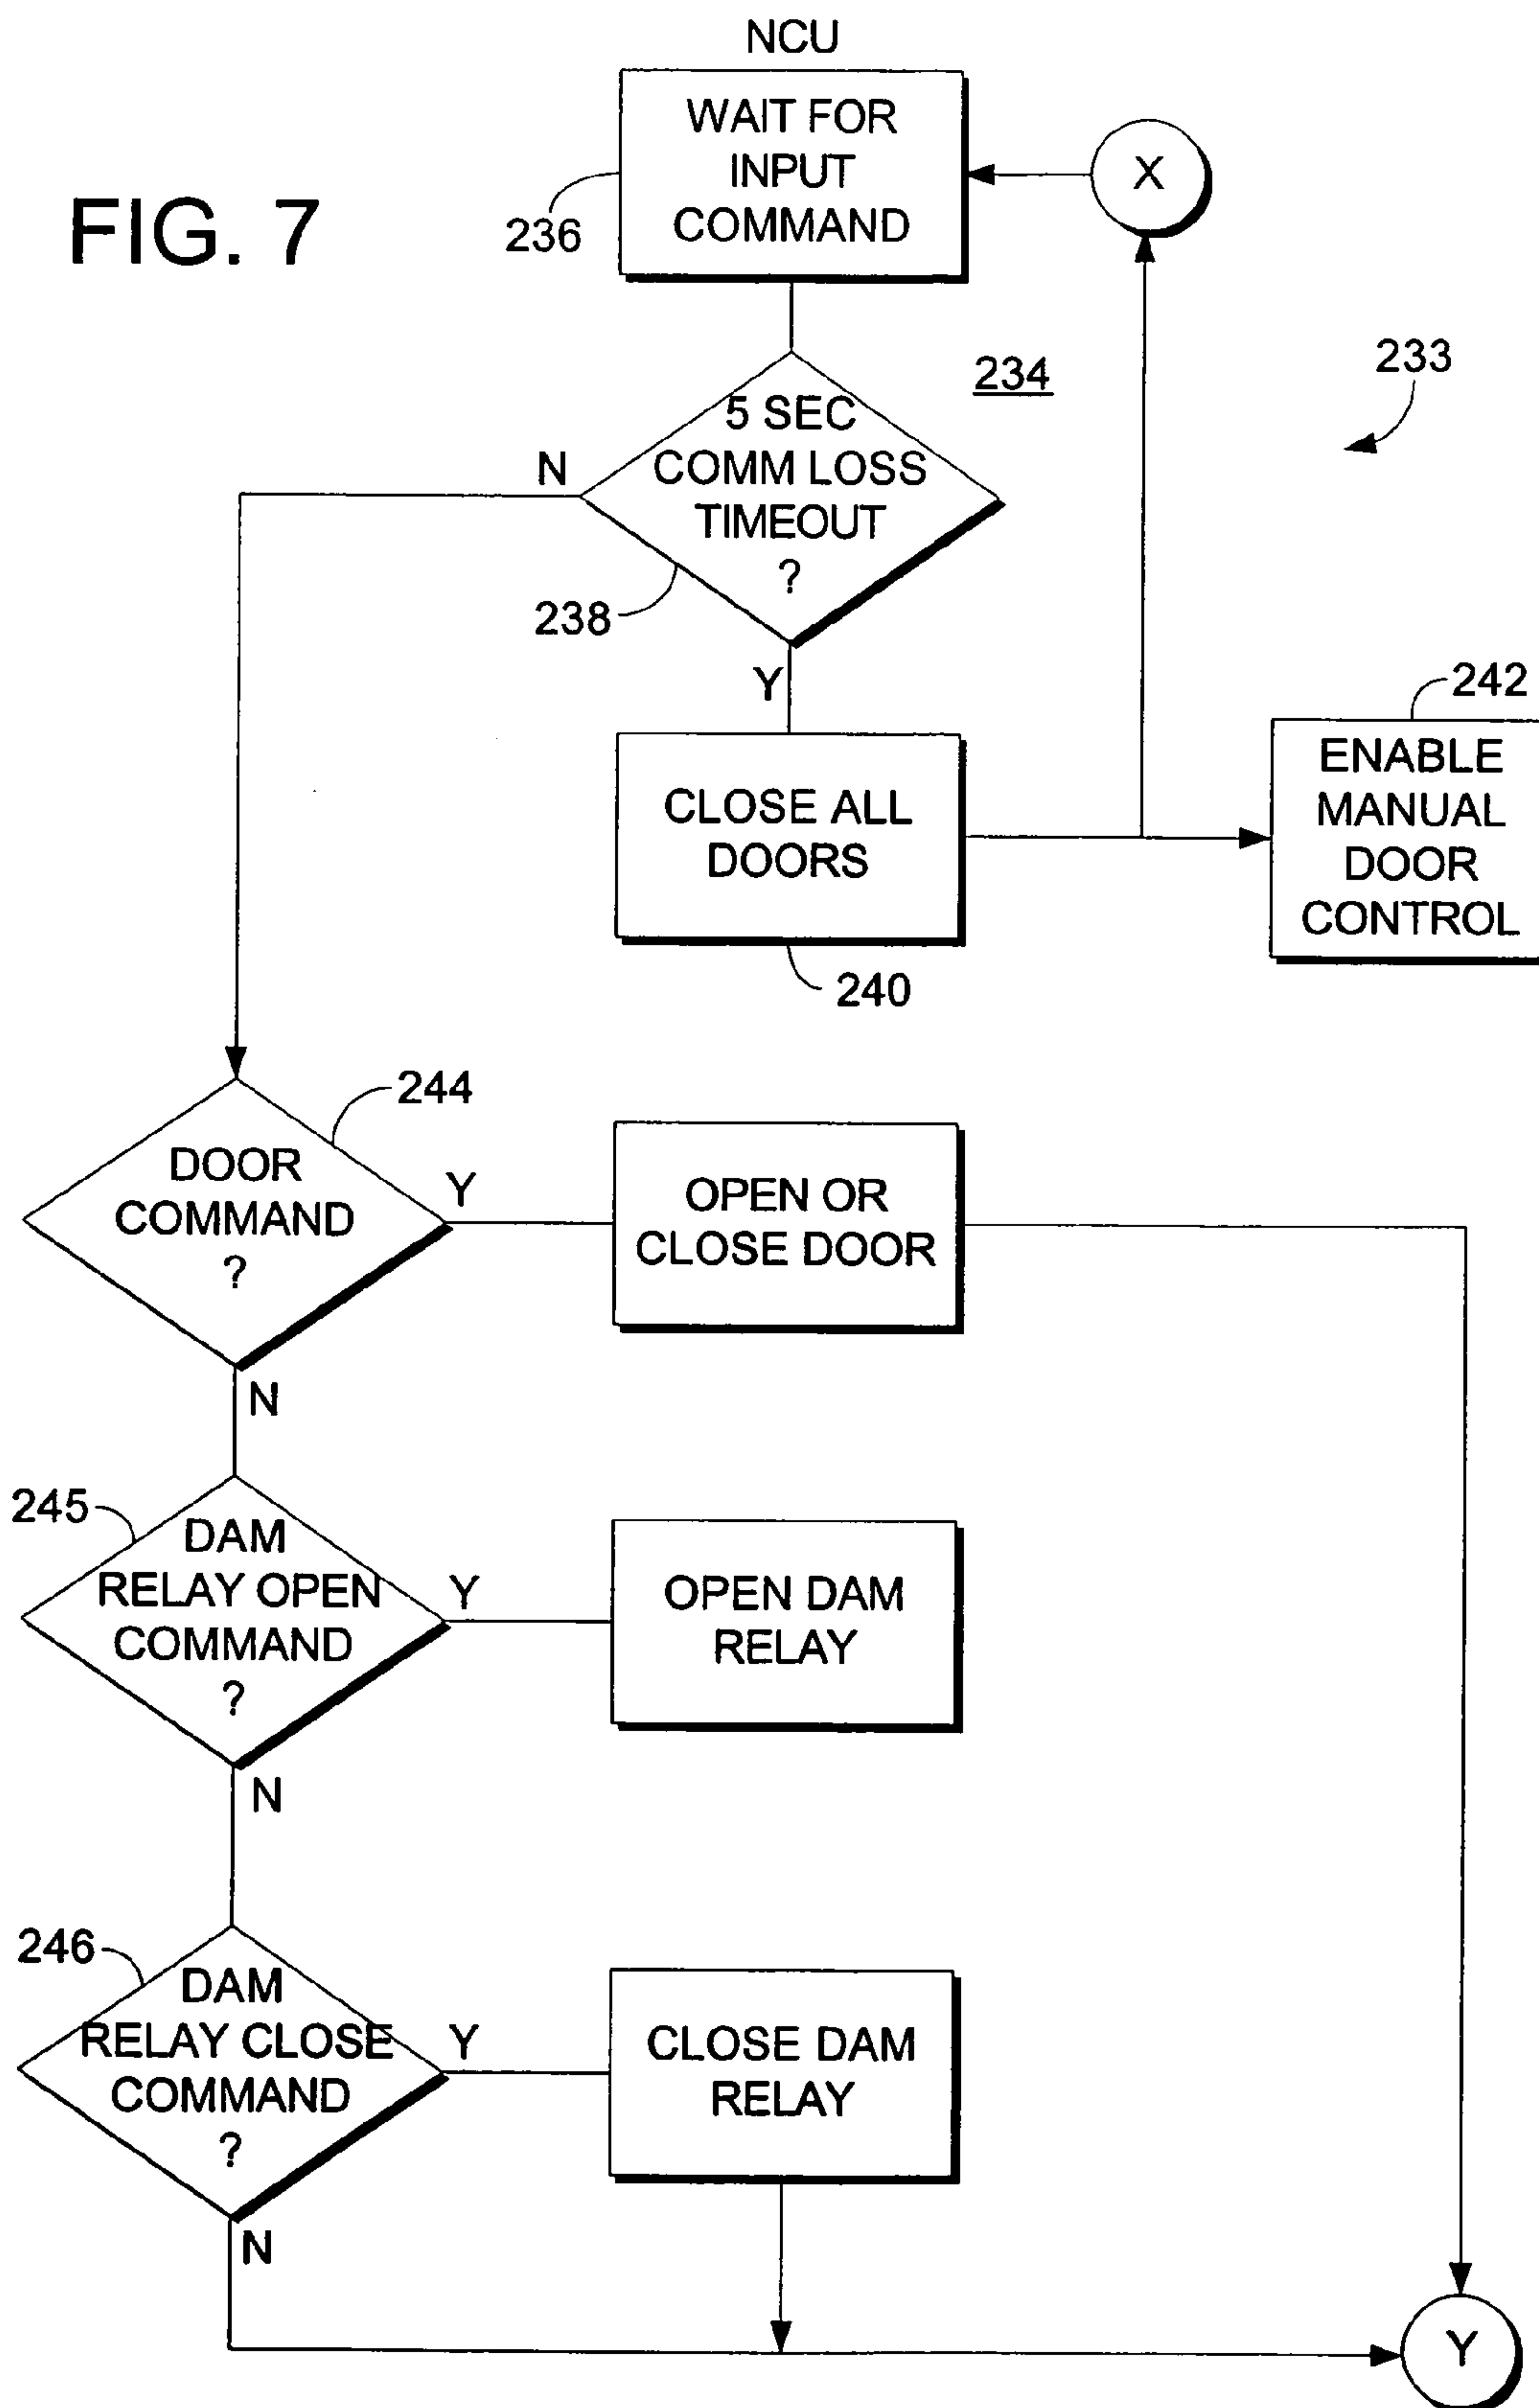 NCU
WAIT FOR
INPUT
COMMAND
X
FIG. 7
236
234
233
5 SEC
COMM LOSS
TIMEOUT
?
N
238
Y
242
ENABLE
MANUAL
DOOR
CONTROL
CLOSE ALL
DOORS
240
244
DOOR
COMMAND
?
Y
OPEN OR
CLOSE DOOR
N
245
DAM
RELAY OPEN
COMMAND
?
Y
OPEN DAM
RELAY
N
246
DAM
RELAY CLOSE
COMMAND
?
Y
CLOSE DAM
RELAY
N
Y